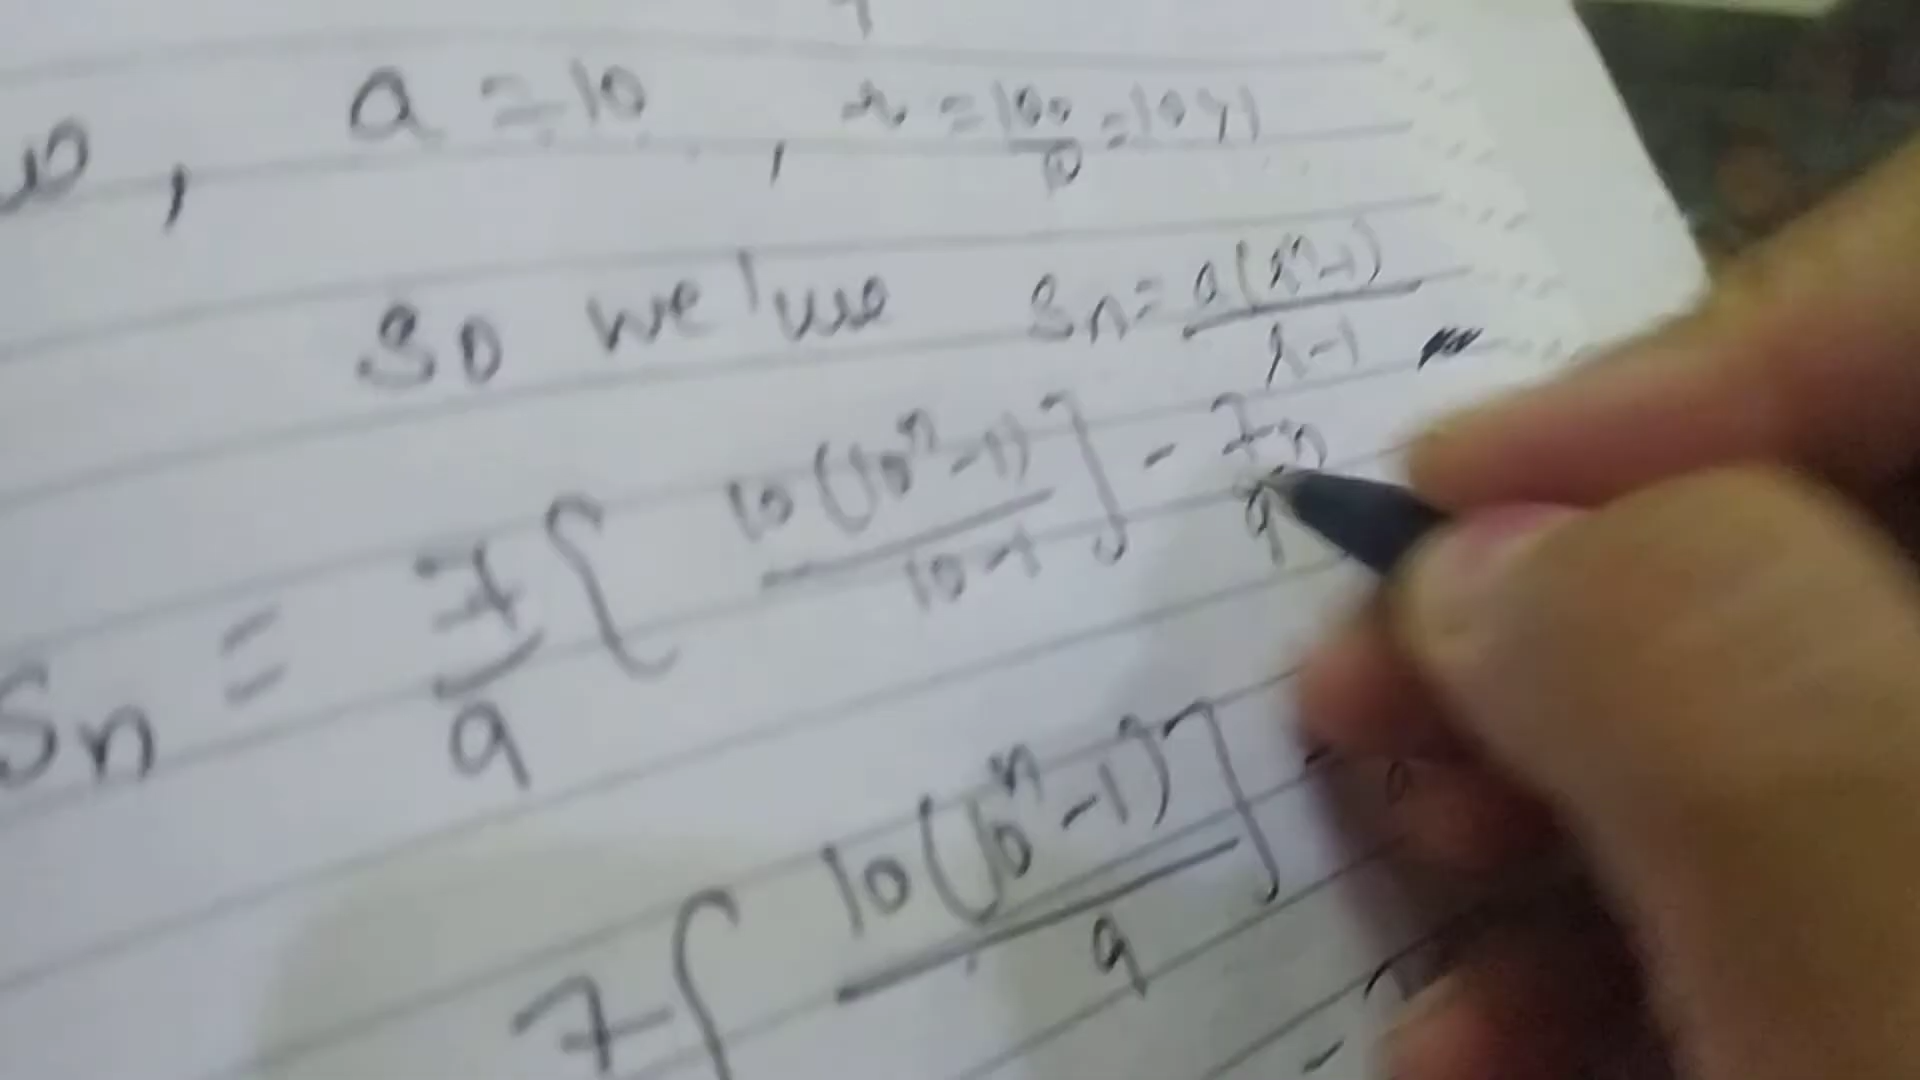 , a = 10 , r = 100/10 = 10 > 1
So we'll use Sn = a(r^n-1)/r-1
Sn = 7/9 [ 10(10^n-1)/10-1 ] - 7n/9
7 [ 10(10^n-1)/9 ] -